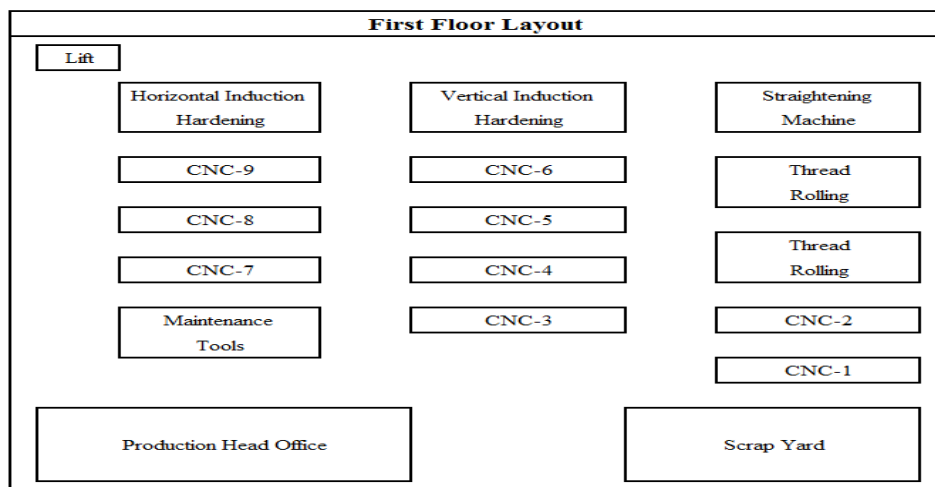 First Floor Layout
Lift
Horizontal Induction
Hardening
Vertical Induction
Hardening
Straightening
Machine
CNC-9
CNC-6
Thread
Rolling
CNC-8
CNC-5
Thread
Rolling
CNC-7
CNC-4
Maintenance
Tools
CNC-3
CNC-2
CNC-1
Production Head Office
Scrap Yard